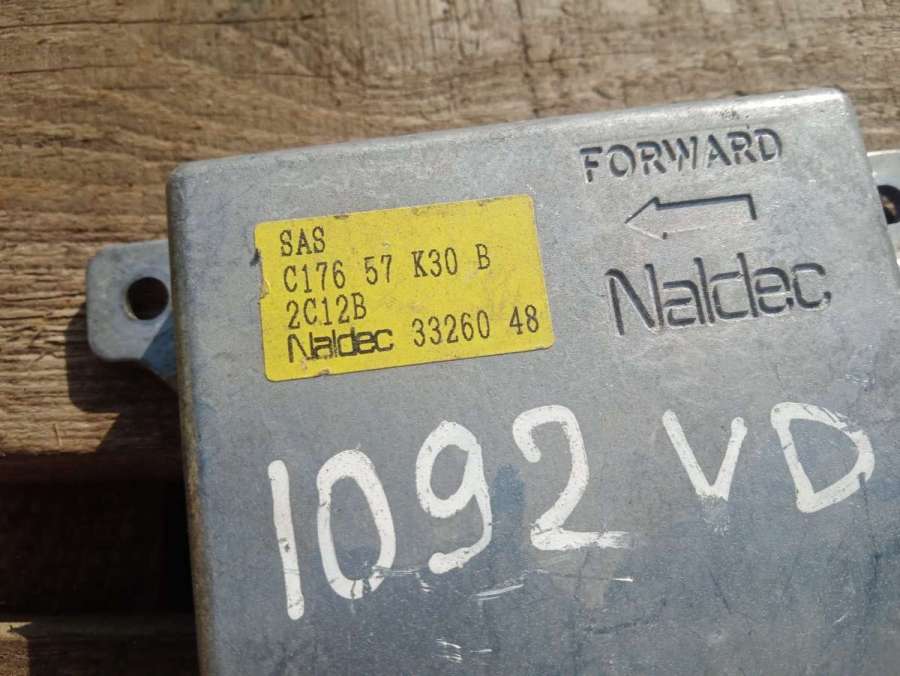 FORWARD
Naldec
SAS
C176 57 K30 B
2C12B
Naldec 33260 48
1092 VD